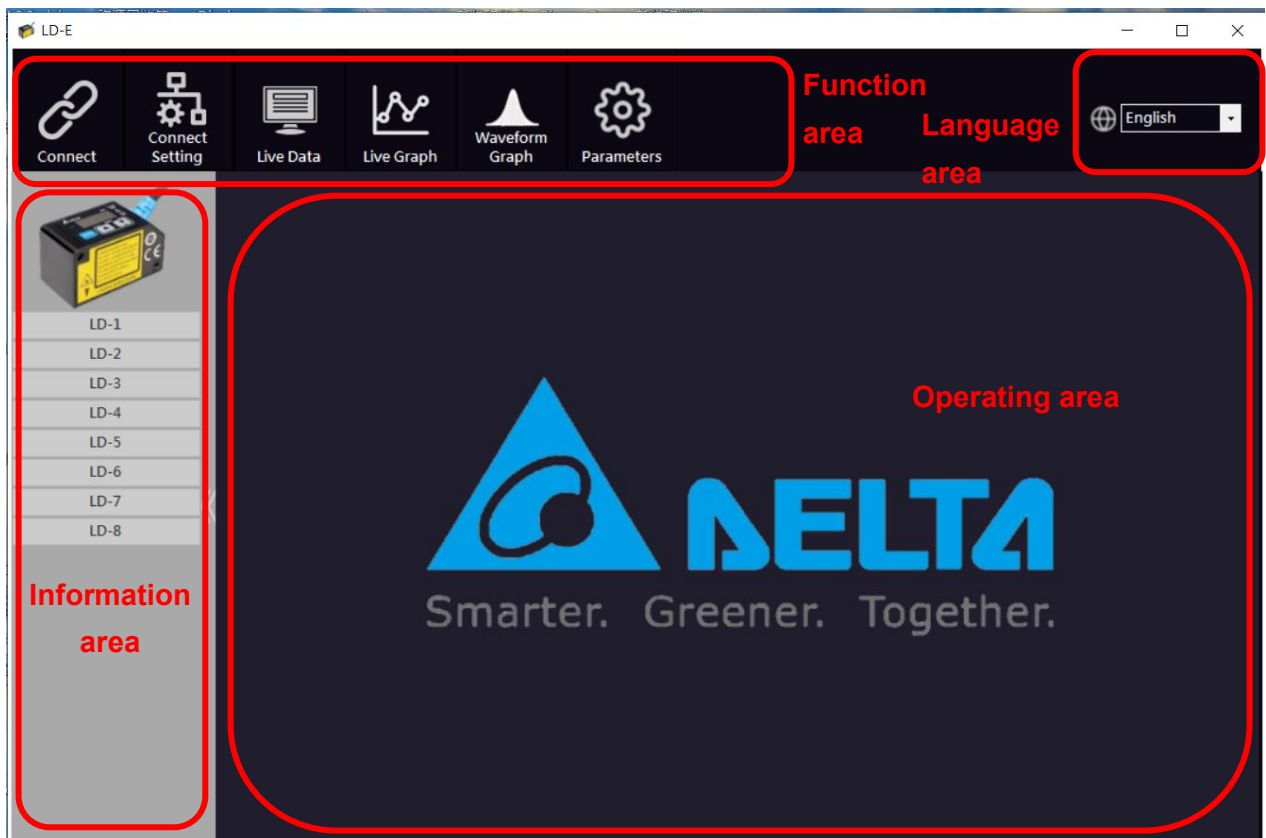 LD-E
Connect
Connect
Setting
Live Data
Live Graph
Waveform
Graph
Parameters
Function
area
Language
area
English
LD-1
LD-2
LD-3
LD-4
LD-5
LD-6
LD-7
LD-8
Information
area
Operating area
DELTA
Smarter. Greener. Together.